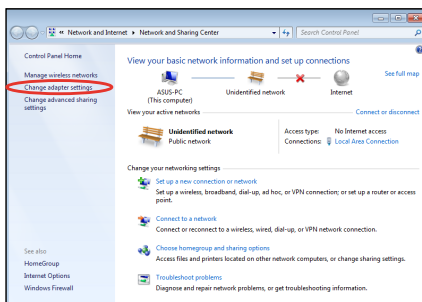 « Network and Internet ▸ Network and Sharing Center
Search Control Panel
Control Panel Home
Manage wireless networks
Change adapter settings
Change advanced sharing
settings
See also
HomeGroup
Internet Options
Windows Firewall
View your basic network information and set up connections
See full map
ASUS-PC
(This computer)
Unidentified network
Internet
View your active networks
Connect or disconnect
Unidentified network
Public network
Access type: No Internet access
Connections: Local Area Connection
Change your networking settings
Set up a new connection or network
Set up a wireless, broadband, dial-up, ad hoc, or VPN connection; or set up a router or access
point.
Connect to a network
Connect or reconnect to a wireless, wired, dial-up, or VPN network connection.
Choose homegroup and sharing options
Access files and printers located on other network computers, or change sharing settings.
Troubleshoot problems
Diagnose and repair network problems, or get troubleshooting information.